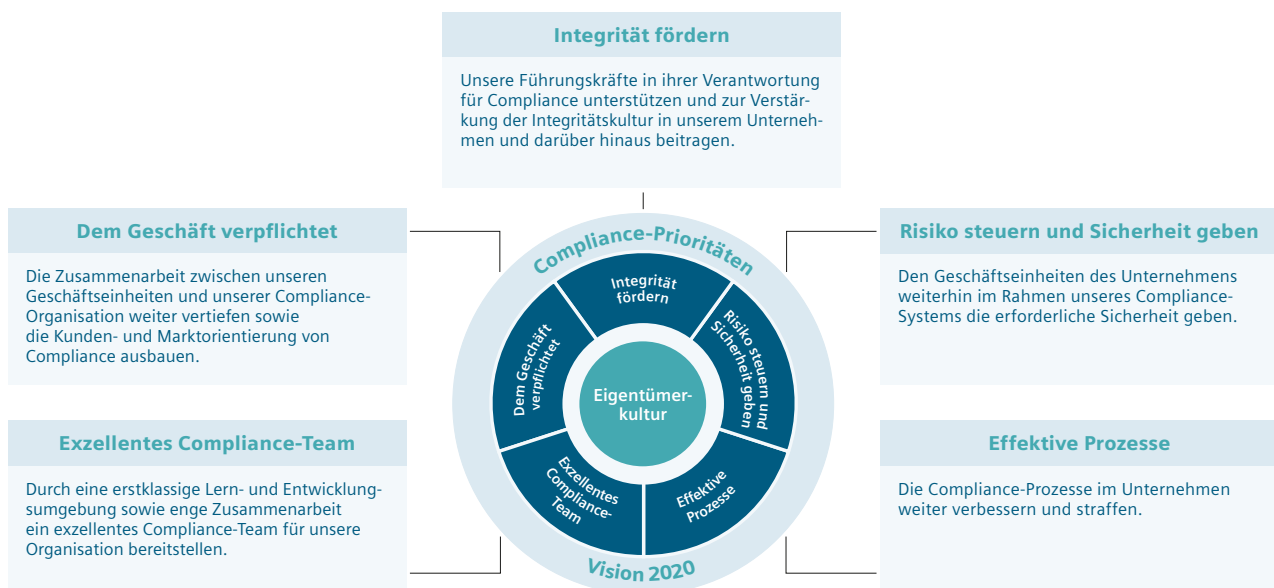 Integrität fördern
Unsere Führungskräfte in ihrer Verantwortung
für Compliance unterstützen und zur Verstär-
kung der Integritätskultur in unserem Unterneh-
men und darüber hinaus beitragen.
Dem Geschäft verpflichtet
Die Zusammenarbeit zwischen unseren
Geschäftseinheiten und unserer Compliance-
Organisation weiter vertiefen sowie
die Kunden- und Marktorientierung von
Compliance ausbauen.
Risiko steuern und Sicherheit geben
Den Geschäftseinheiten des Unternehmens
weiterhin im Rahmen unseres Compliance-
Systems die erforderliche Sicherheit geben.
Compliance-Prioritäten
Integrität
fördern
Dem Geschäft
verpflichtet
Risiko steuern und
Sicherheit geben
Eigentümer-
kultur
Exzellentes
Compliance-
Team
Effektive
Prozesse
Vision 2020
Exzellentes Compliance-Team
Durch eine erstklassige Lern- und Entwicklung-
sumgebung sowie enge Zusammenarbeit
ein exzellentes Compliance-Team für unsere
Organisation bereitstellen.
Effektive Prozesse
Die Compliance-Prozesse im Unternehmen
weiter verbessern und straffen.